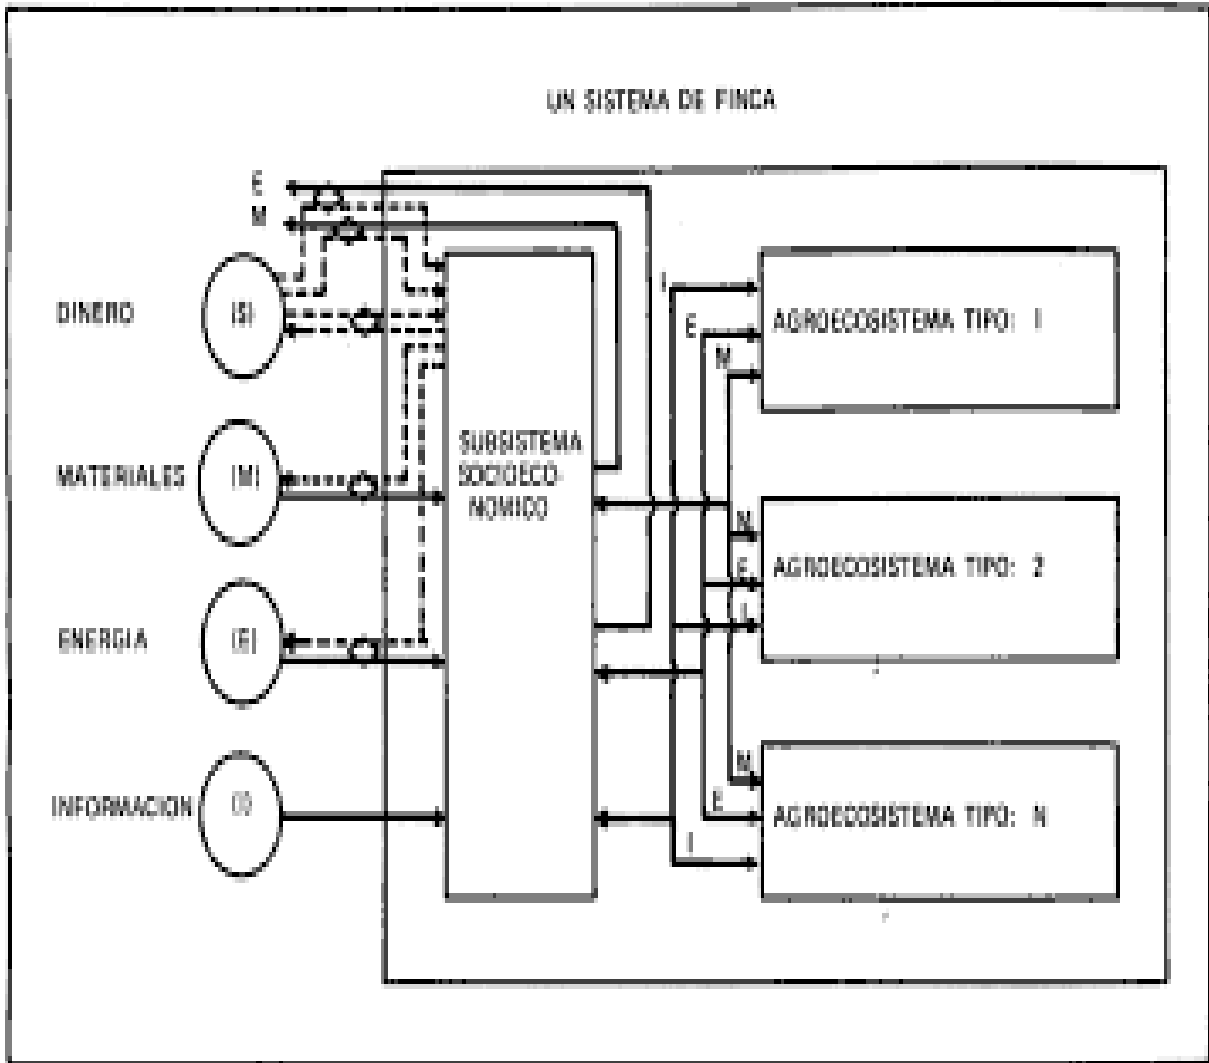 UN SISTEMA DE FINCA
E
M
DINERO
($)
I
AGROECOSISTEMA TIPO: 1
E
M
MATERIALES
(M)
SUBSISTEMA
SOCIOECO-
NOMICO
M
AGROECOSISTEMA TIPO: 2
E
I
ENERGIA
(E)
M
INFORMACION
(I)
E
AGROECOSISTEMA TIPO: N
I